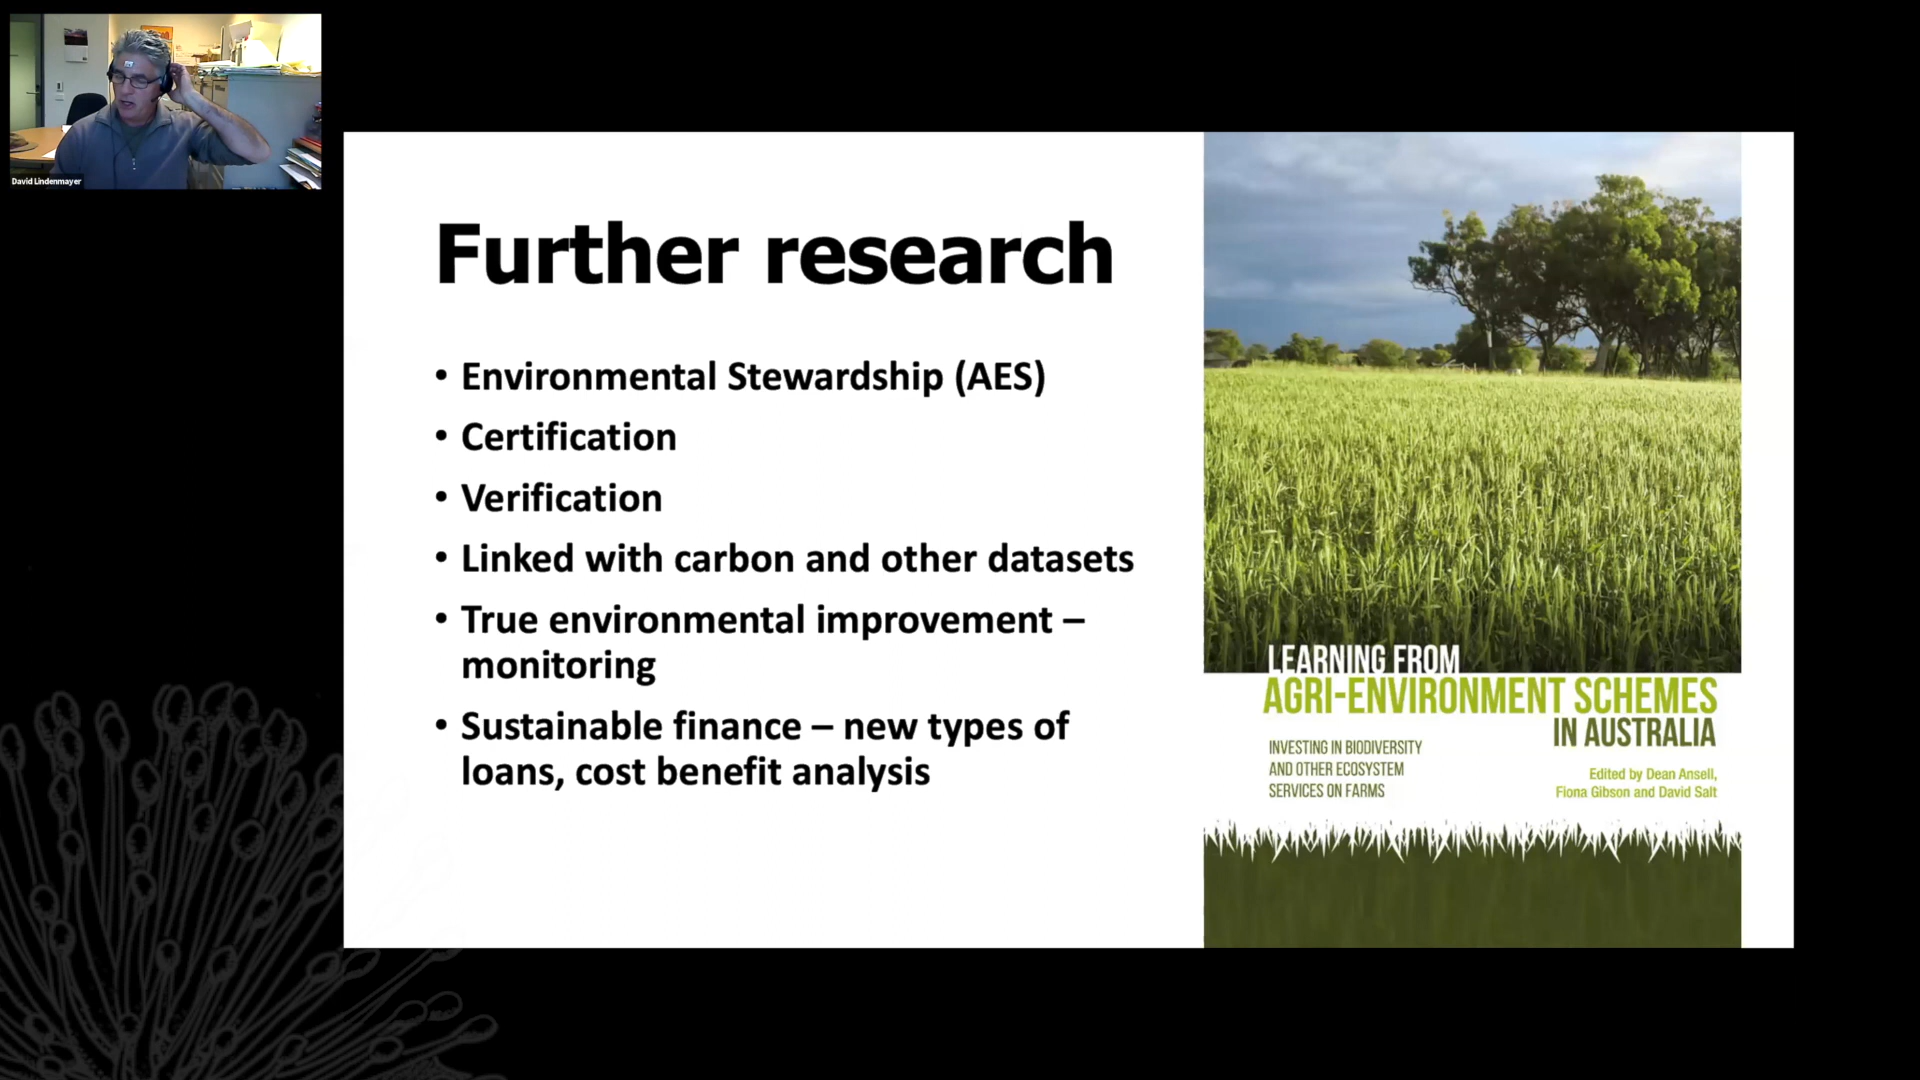 David Lindenmayer
Further research
• Environmental Stewardship (AES)
• Certification
• Verification
• Linked with carbon and other datasets
• True environmental improvement –
monitoring
• Sustainable finance – new types of
loans, cost benefit analysis
LEARNING FROM
AGRI-ENVIRONMENT SCHEMES
IN AUSTRALIA
INVESTING IN BIODIVERSITY
AND OTHER ECOSYSTEM
SERVICES ON FARMS
Edited by Dean Ansell,
Fiona Gibson and David Salt